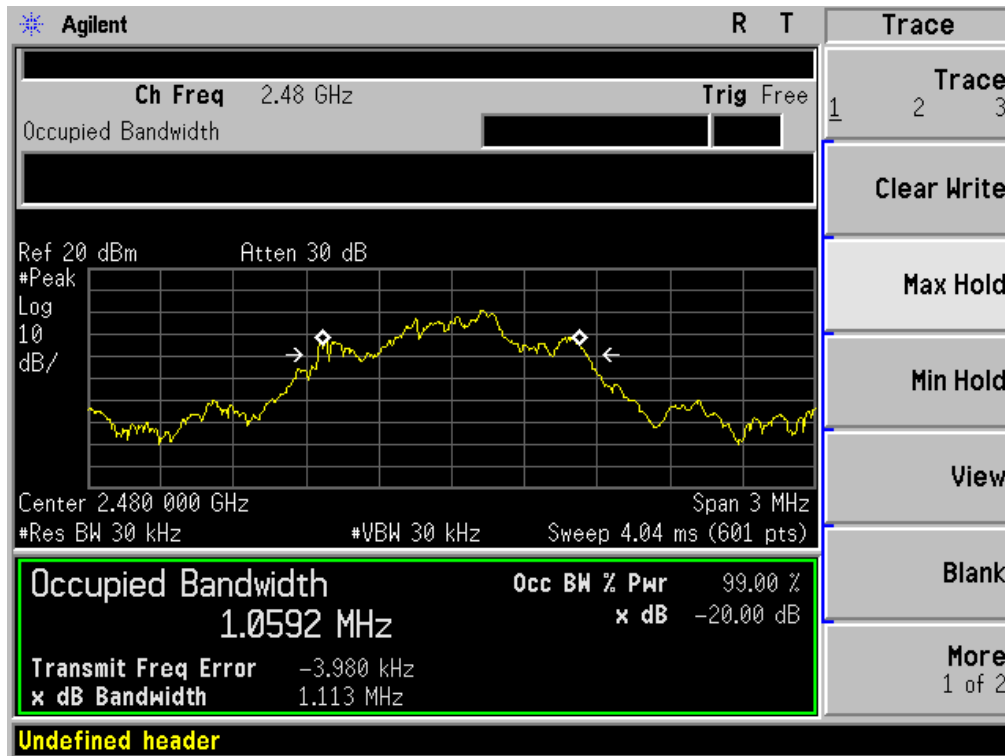 Agilent R T Trace
Ch Freq 2.48 GHz Trig Free
Occupied Bandwidth
Trace
1 2 3
Clear Write
Max Hold
Min Hold
View
Blank
More
1 of 2
Ref 20 dBm Atten 30 dB
#Peak
Log
10
dB/
Center 2.480 000 GHz Span 3 MHz
#Res BW 30 kHz #VBW 30 kHz Sweep 4.04 ms (601 pts)
Occupied Bandwidth Occ BW % Pwr 99.00 %
1.0592 MHz x dB -20.00 dB
Transmit Freq Error -3.980 kHz
x dB Bandwidth 1.113 MHz
Undefined header